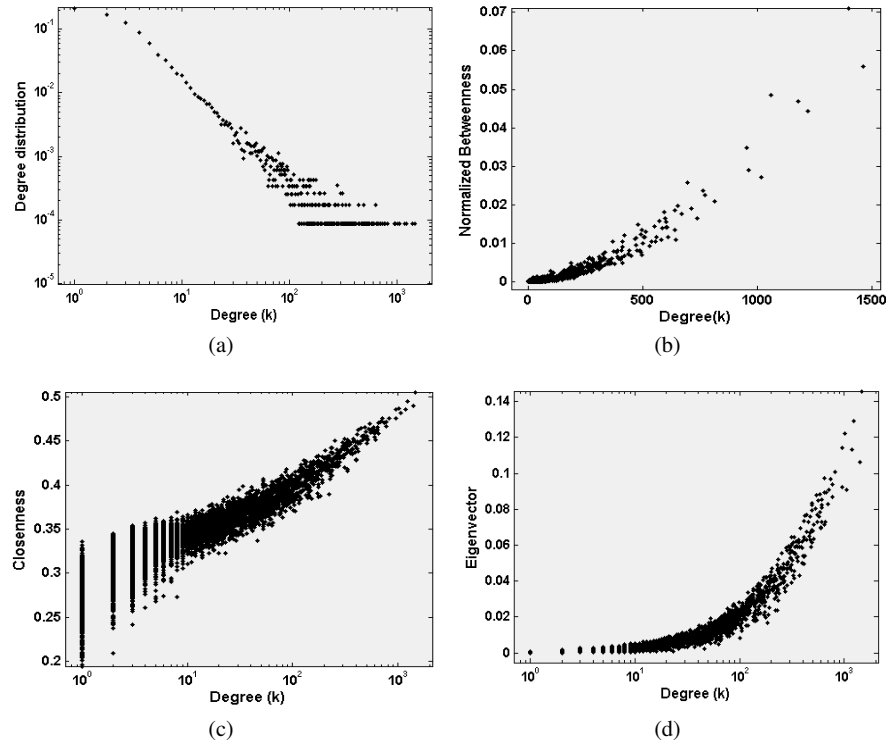 10^-1
10^-2
10^-3
10^-4
10^-5
Degree distribution
10^0 10^1 10^2 10^3
Degree (k)
(a)
0.07
0.06
0.05
0.04
0.03
0.02
0.01
0
Normalized Betweenness
0 500 1000 1500
Degree(k)
(b)
0.5
0.45
0.4
0.35
0.3
0.25
0.2
Closenness
10^0 10^1 10^2 10^3
Degree (k)
(c)
0.14
0.12
0.1
0.08
0.06
0.04
0.02
0
Eigenvector
10^0 10^1 10^2 10^3
Degree (k)
(d)